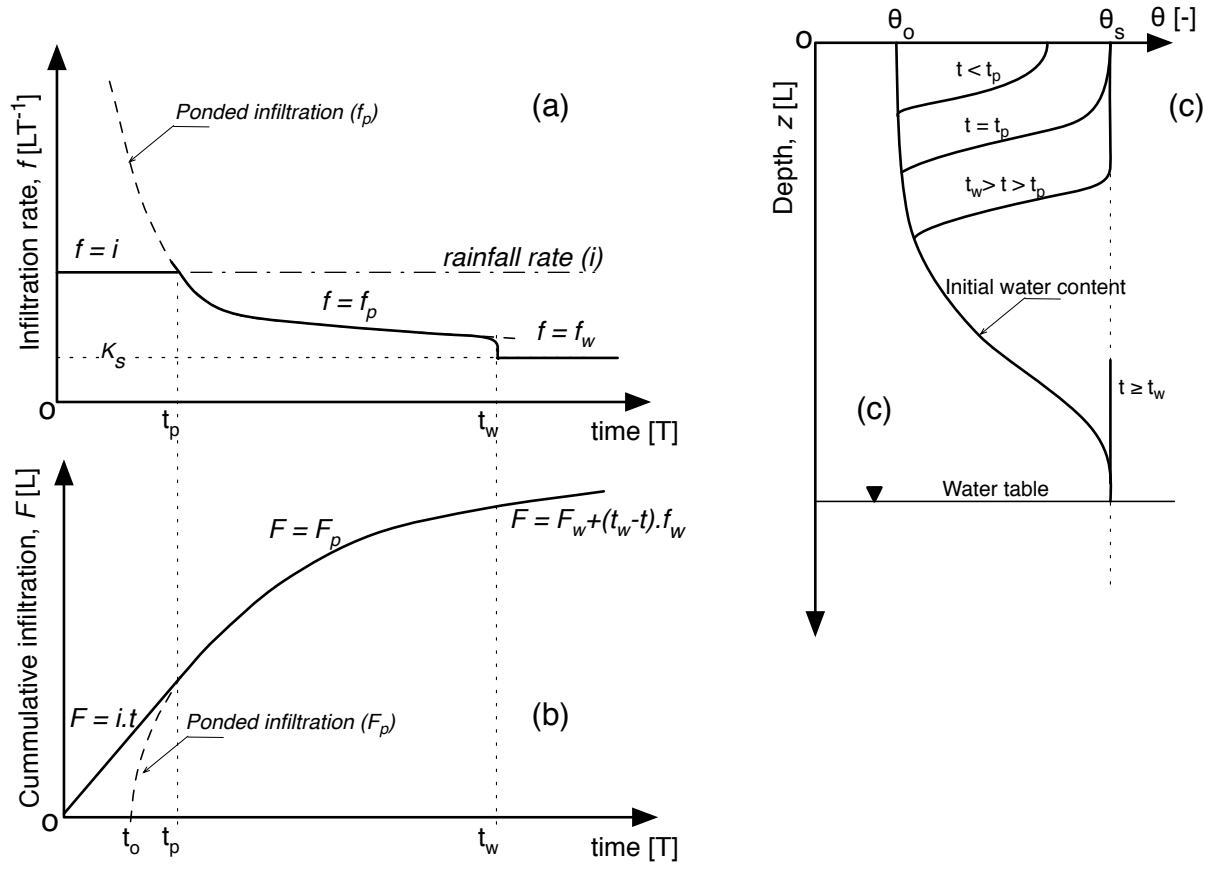 (a)
Infiltration rate, f [LT-1]
Ponded infiltration (fp)
f = i
rainfall rate (i)
f = fp
f = fw
Ks
o
tp
tw
time [T]
(b)
Cummulative infiltration, F [L]
F = Fp
F = Fw+(tw-t).fw
F = i.t
Ponded infiltration (Fp)
o
to
tp
tw
time [T]
θo
θs
θ [-]
o
Depth, z [L]
t < tp
(c)
t = tp
tw> t > tp
Initial water content
t ≥ tw
(c)
Water table